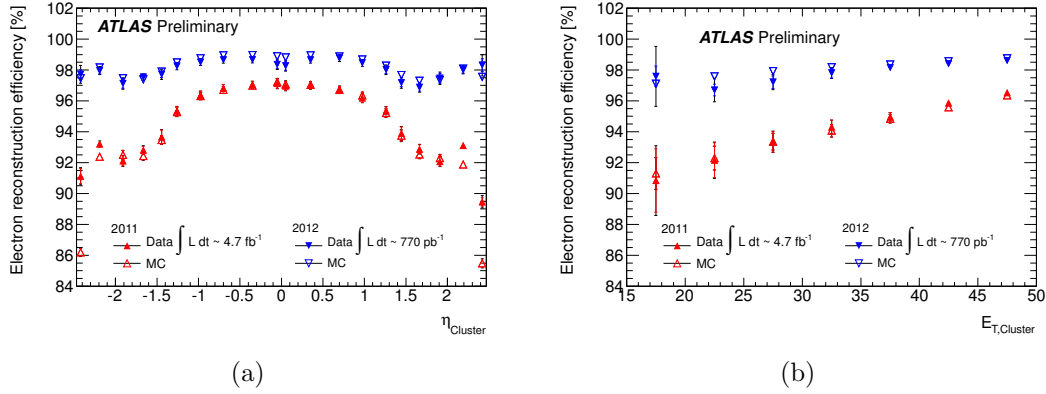 Electron reconstruction efficiency [%]
ATLAS Preliminary
100
98
96
94
92
90
88
86
84
2011
Data ∫ L dt ~ 4.7 fb⁻¹
MC
2012
Data ∫ L dt ~ 770 pb⁻¹
MC
-2 -1.5 -1 -0.5 0 0.5 1 1.5 2
η_Cluster
(a)
Electron reconstruction efficiency [%]
ATLAS Preliminary
100
98
96
94
92
90
88
86
84
2011
Data ∫ L dt ~ 4.7 fb⁻¹
MC
2012
Data ∫ L dt ~ 770 pb⁻¹
MC
15 20 25 30 35 40 45 50
E_T,Cluster
(b)